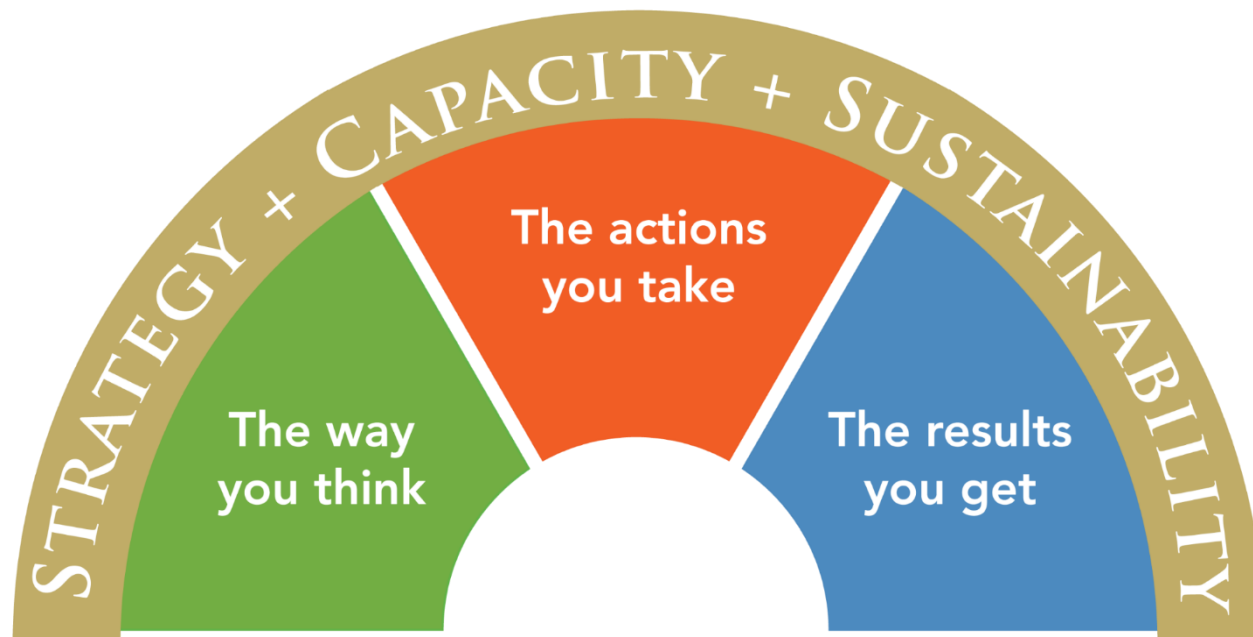 STRATEGY + CAPACITY + SUSTAINABILITY
The way
you think
The actions
you take
The results
you get